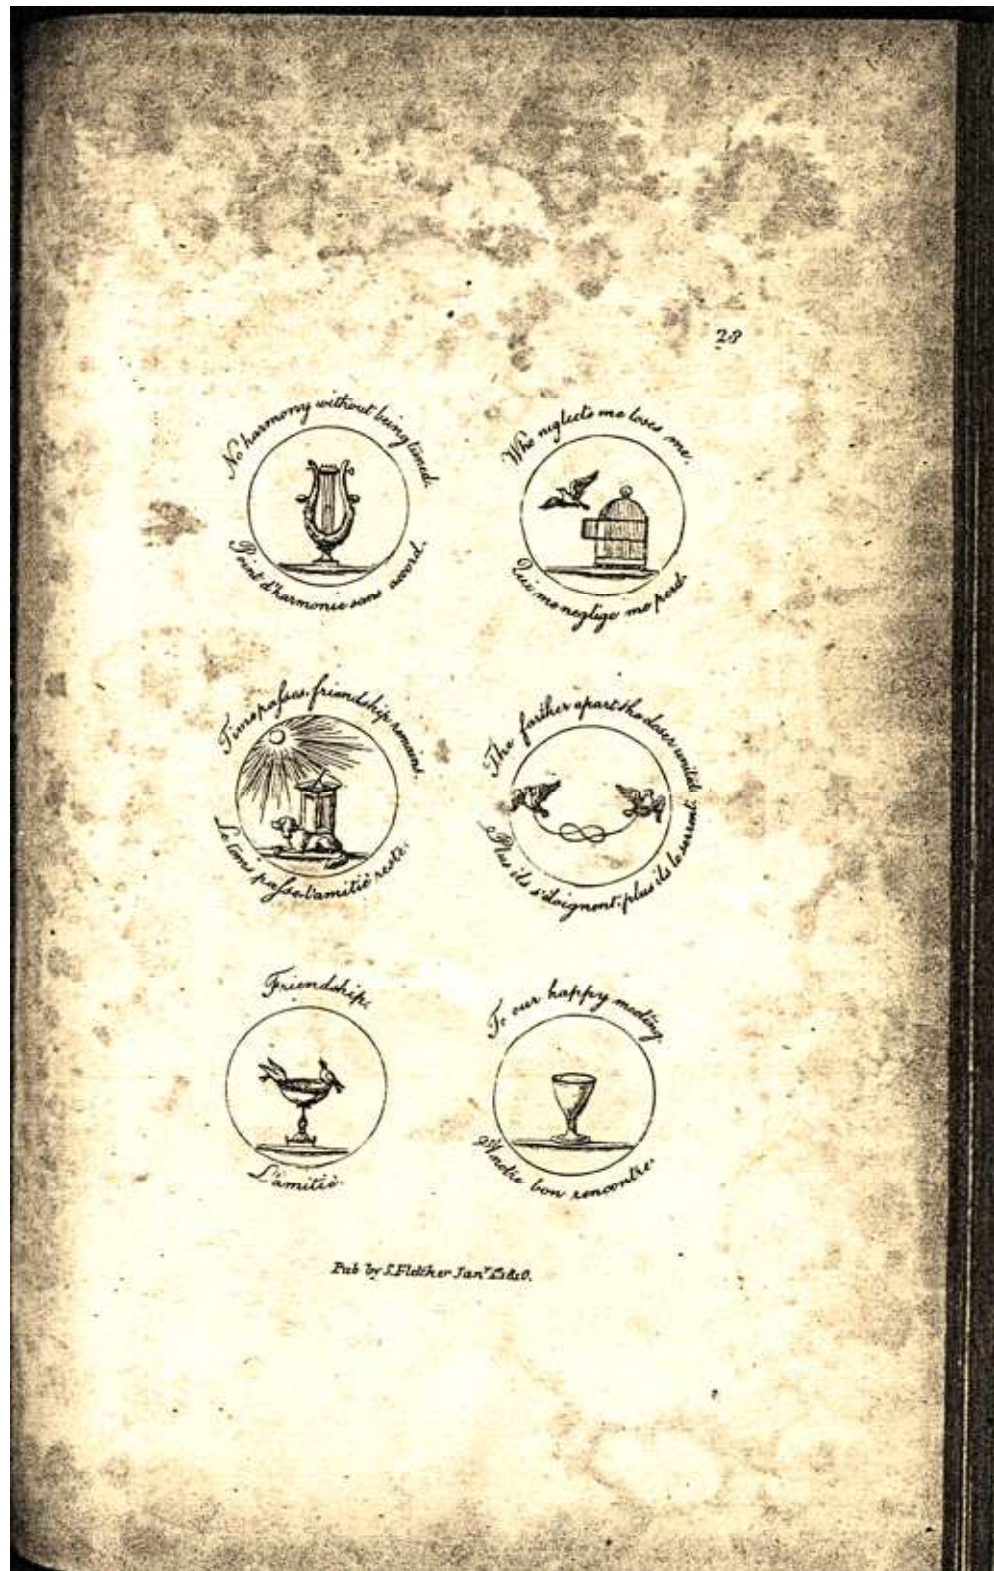 28
No harmony without being tuned.
Point d'harmonie sans accord.
Who neglects me loses me.
Qui me neglige me perd.
Time passes, friendship remains.
Le tems passe l'amitié reste.
The farther apart the closer united.
Plus ils s'éloignent, plus ils le serrent.
Friendship.
L'amitié.
To our happy meeting
A notre bon rencontre.
Pub by S. Fletcher Jan.y 1810.